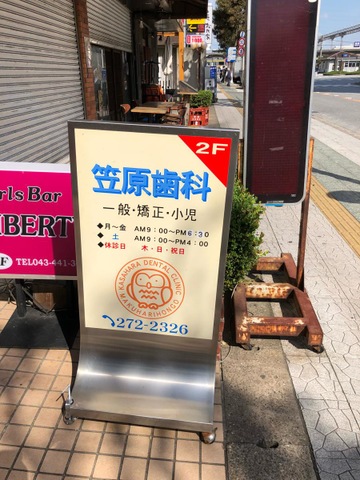 2F
笠原歯科
一般・矯正・小児
◆月〜金 AM9:00〜PM6:30
◆土 AM9:00〜PM4:00
◆休診日 木・日・祝日
KASAHARA DENTAL CLINIC
MAKUHARIHONGO
272-2326
rls Bar
IBERT
F
TEL043-441-3